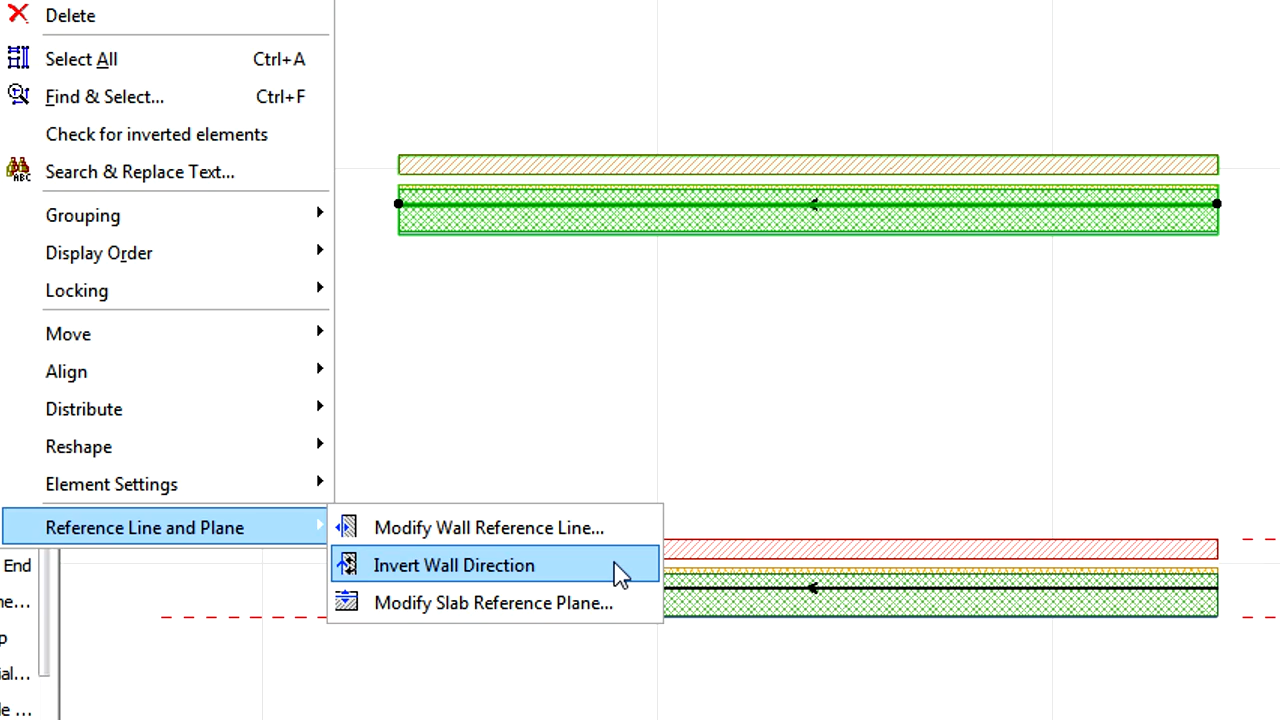 Delete
Select All Ctrl+A
Find & Select... Ctrl+F
Check for inverted elements
Search & Replace Text...
ABC
Grouping
Display Order
Locking
Move
Align
Distribute
Reshape
Element Settings
Reference Line and Plane
Modify Wall Reference Line...
Invert Wall Direction
Modify Slab Reference Plane...
End